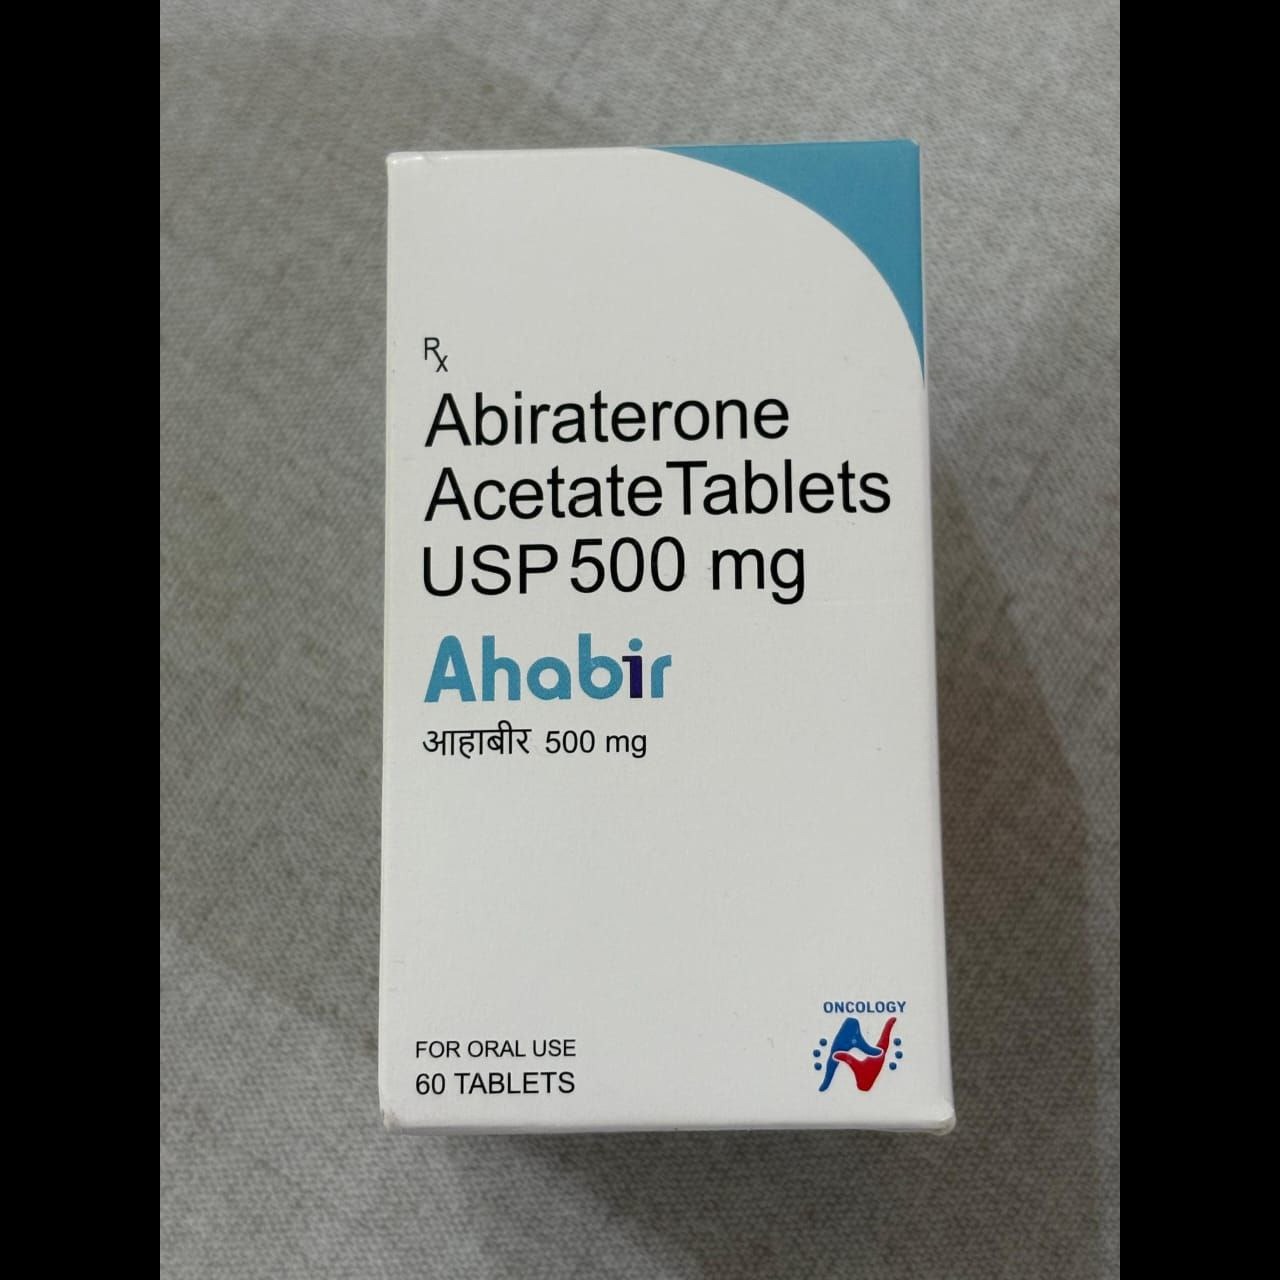 Rx
Abiraterone
Acetate Tablets
USP 500 mg
Ahabir
आहाबीर 500 mg
FOR ORAL USE
60 TABLETS
ONCOLOGY